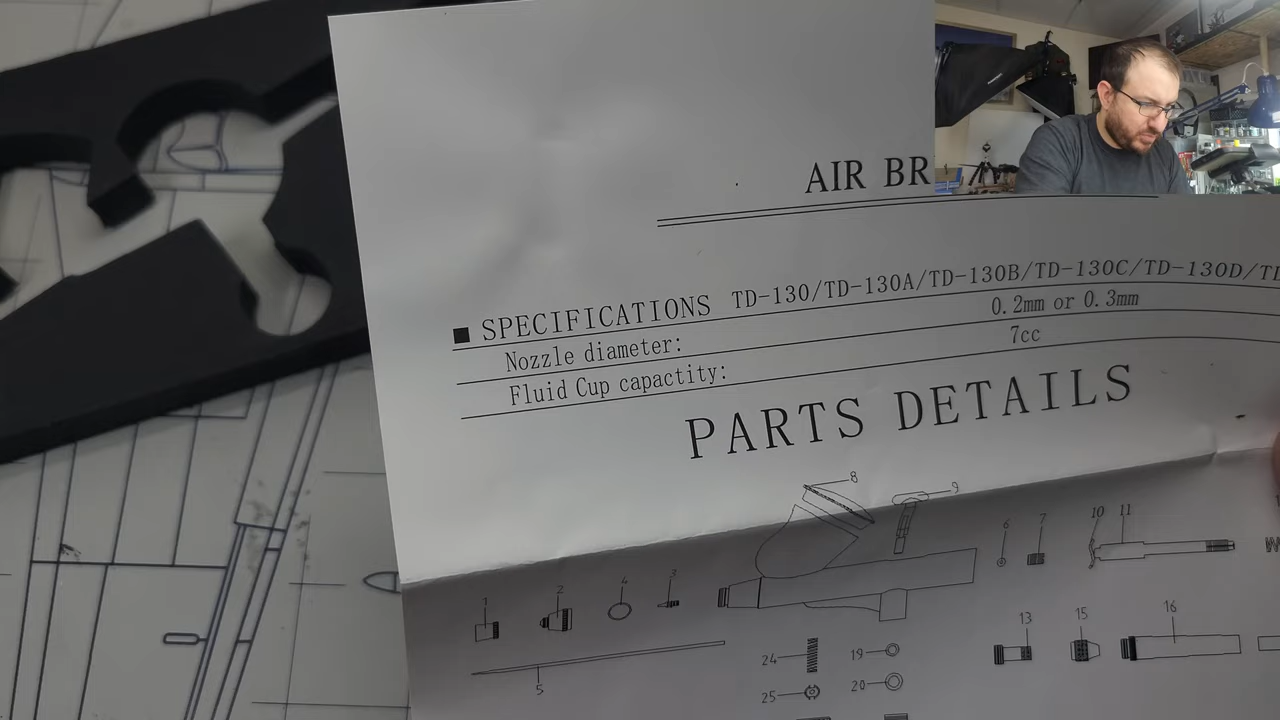 AIR BR
■ SPECIFICATIONS TD-130/TD-130A/TD-130B/TD-130C/TD-130D/TD
Nozzle diameter: 0.2mm or 0.3mm
Fluid Cup capactity: 7cc
PARTS DETAILS
8
9
6 7 10 11
1 2 4 3
W
13 15 16
5
24 19
25 20